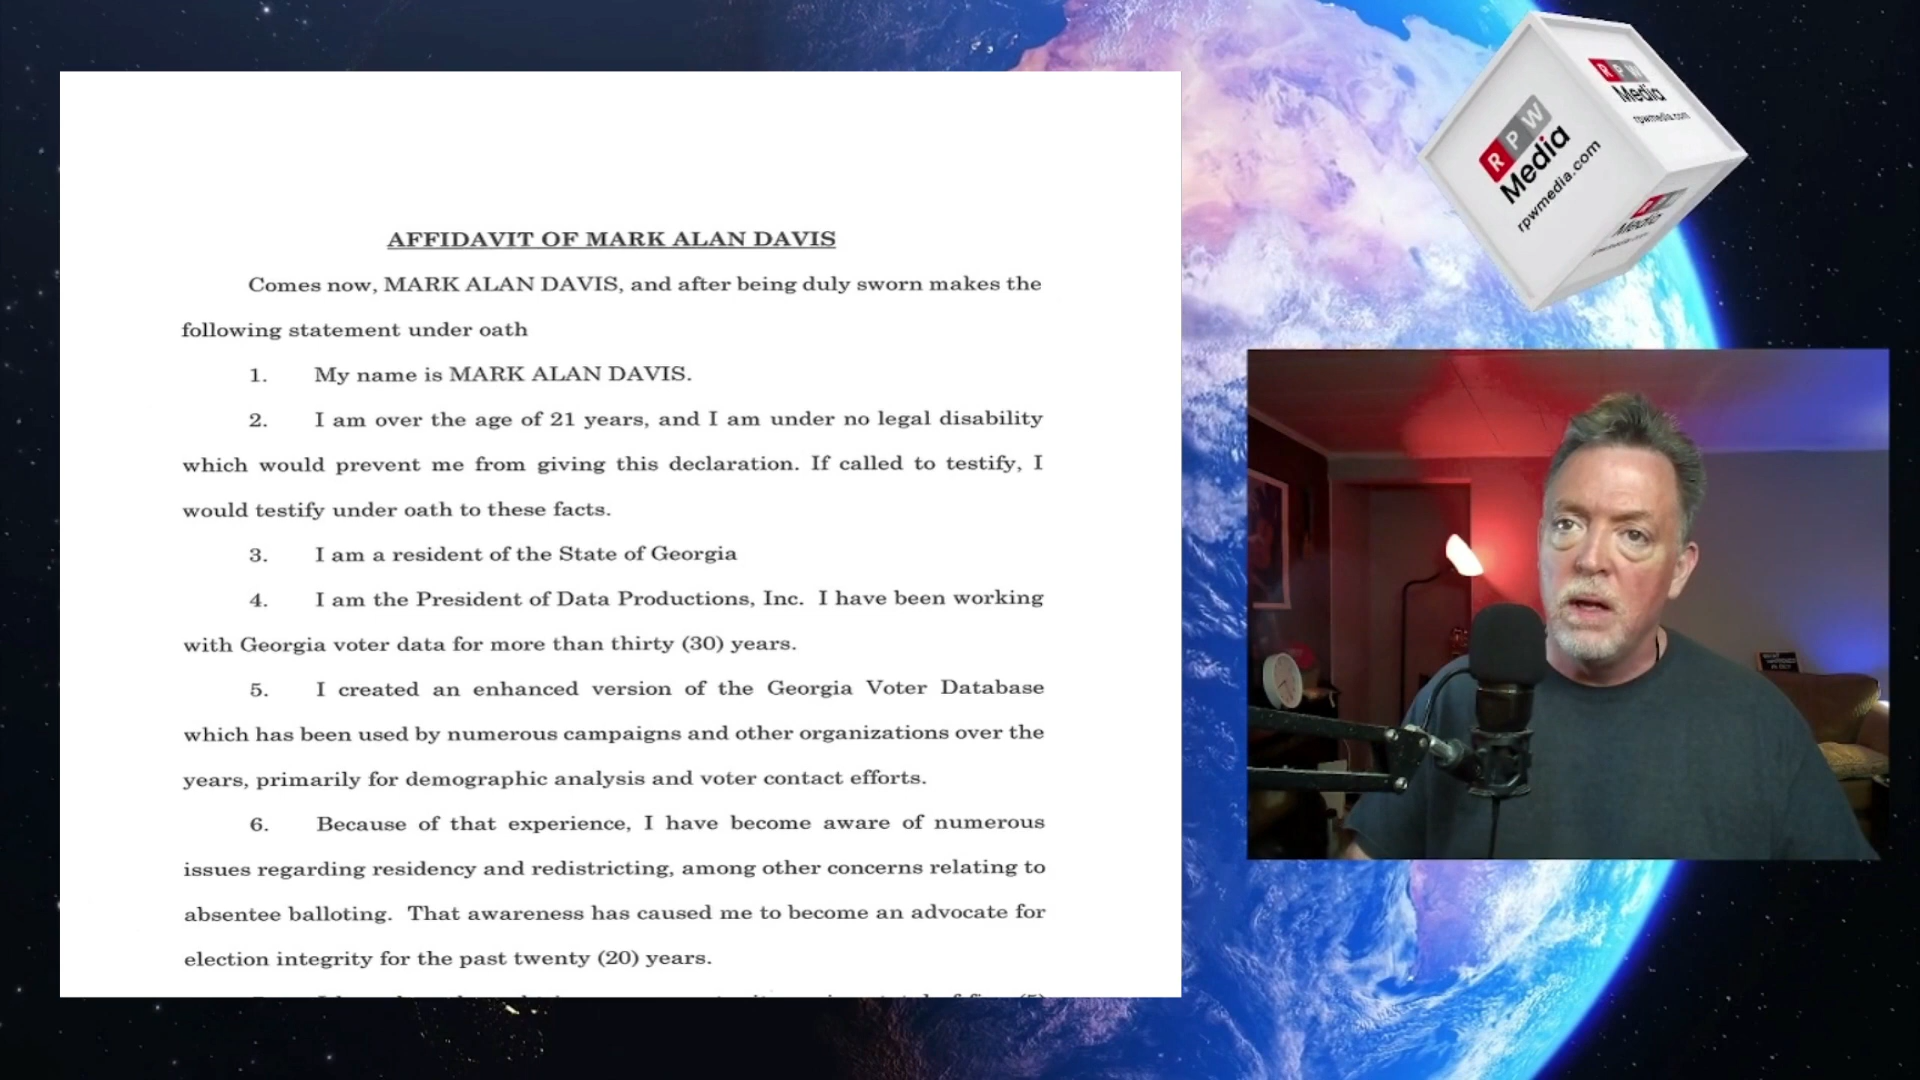 AFFIDAVIT OF MARK ALAN DAVIS
Comes now, MARK ALAN DAVIS, and after being duly sworn makes the
following statement under oath
1. My name is MARK ALAN DAVIS.
2. I am over the age of 21 years, and I am under no legal disability
which would prevent me from giving this declaration. If called to testify, I
would testify under oath to these facts.
3. I am a resident of the State of Georgia
4. I am the President of Data Productions, Inc. I have been working
with Georgia voter data for more than thirty (30) years.
5. I created an enhanced version of the Georgia Voter Database
which has been used by numerous campaigns and other organizations over the
years, primarily for demographic analysis and voter contact efforts.
6. Because of that experience, I have become aware of numerous
issues regarding residency and redistricting, among other concerns relating to
absentee balloting. That awareness has caused me to become an advocate for
election integrity for the past twenty (20) years.
RPW
Media
rpwmedia.com
RPW
Media
rpwmedia.com
Media